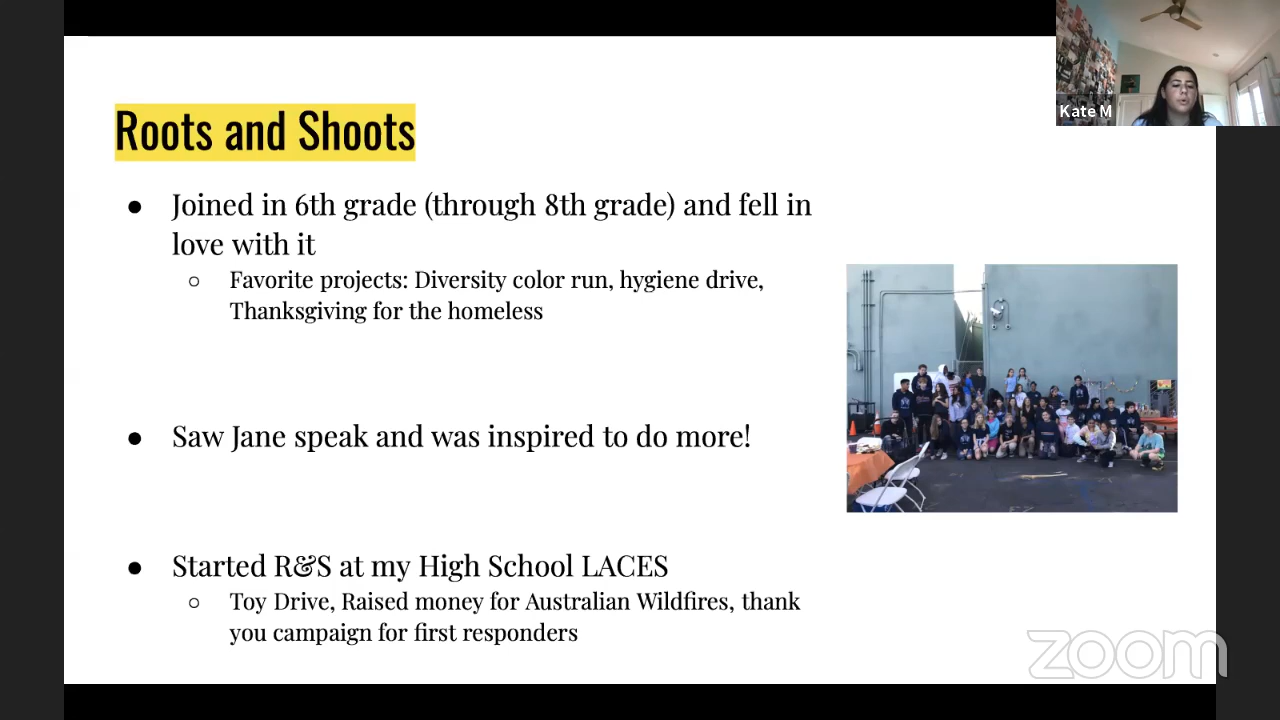 Kate M
Roots and Shoots
● Joined in 6th grade (through 8th grade) and fell in
love with it
○ Favorite projects: Diversity color run, hygiene drive,
Thanksgiving for the homeless
● Saw Jane speak and was inspired to do more!
● Started R&S at my High School LACES
○ Toy Drive, Raised money for Australian Wildfires, thank
you campaign for first responders
zoom